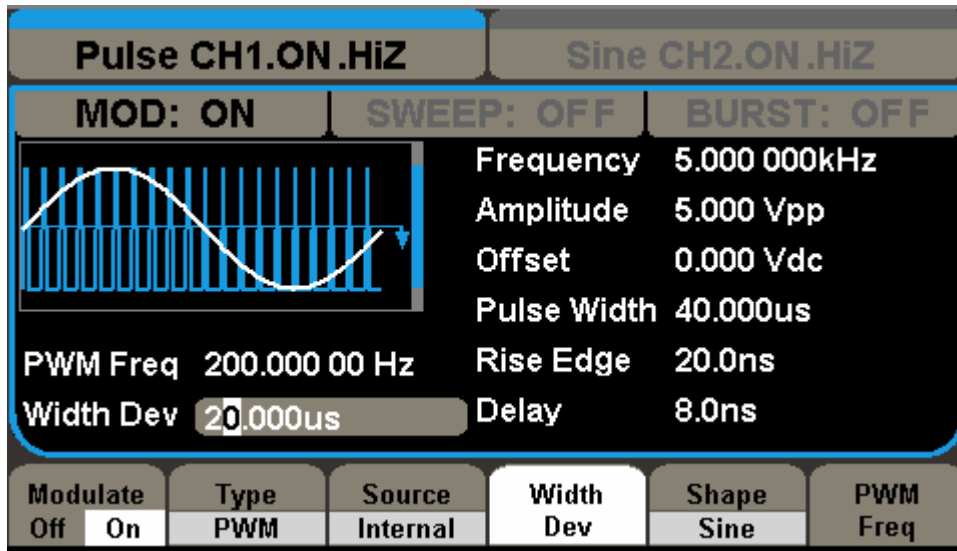 Pulse CH1.ON.HiZ Sine CH2.ON.HiZ
MOD: ON SWEEP: OFF BURST: OFF
Frequency 5.000 000kHz
Amplitude 5.000 Vpp
Offset 0.000 Vdc
Pulse Width 40.000us
PWM Freq 200.000 00 Hz Rise Edge 20.0ns
Width Dev 20.000us Delay 8.0ns
Modulate Type Source Width Shape PWM
Off On PWM Internal Dev Sine Freq